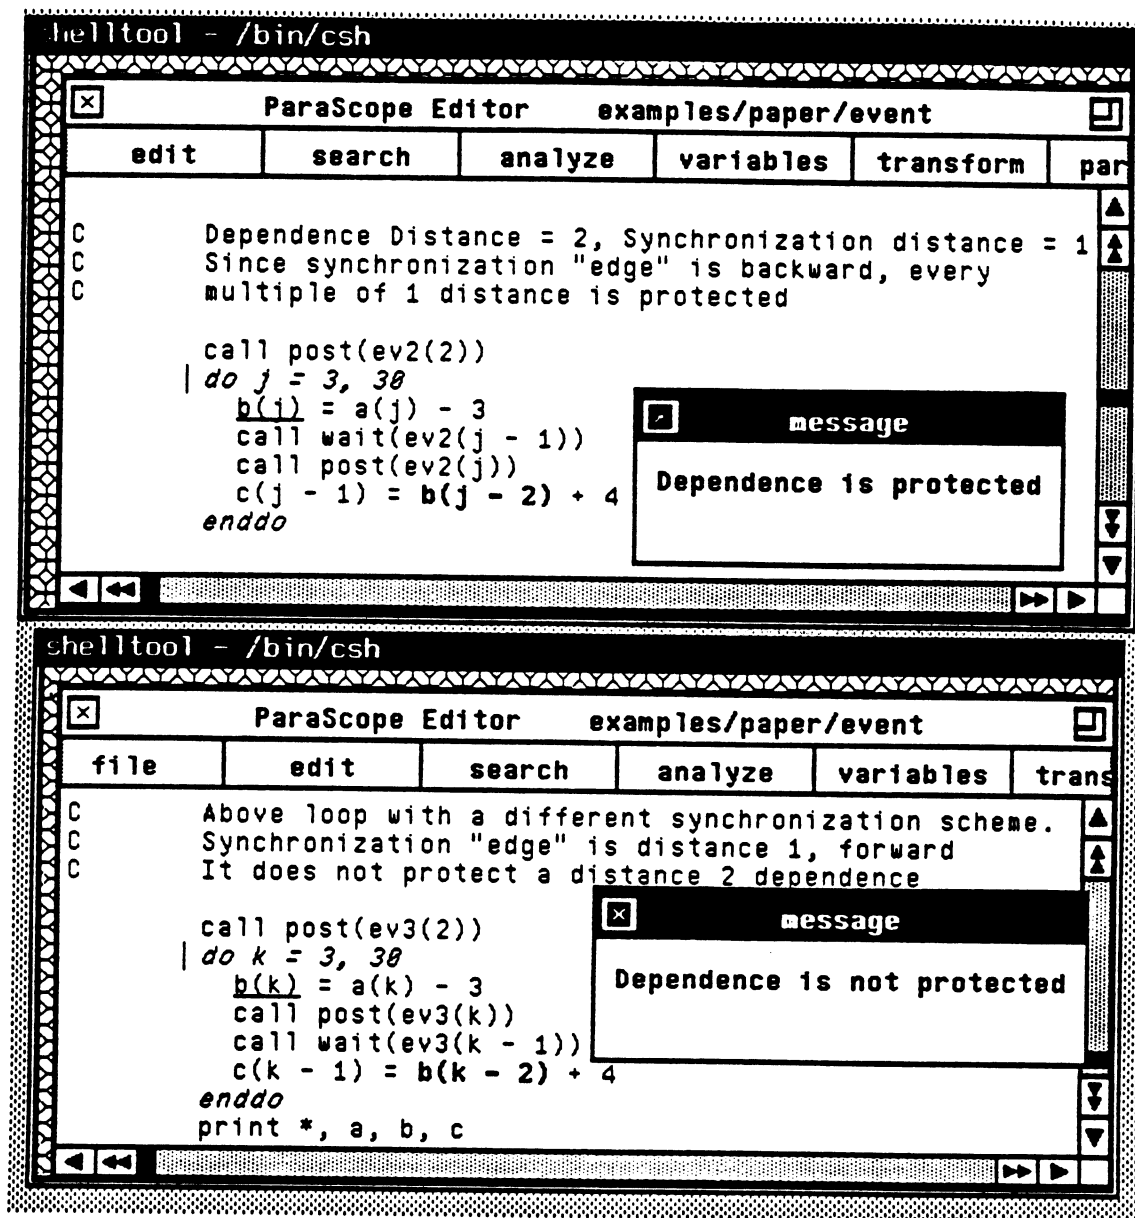 shelltool - /bin/csh
ParaScope Editor examples/paper/event
edit search analyze variables transform par
C Dependence Distance = 2, Synchronization distance = 1
C Since synchronization "edge" is backward, every
C multiple of 1 distance is protected
call post(ev2(2))
do j = 3, 30
b(j) = a(j) - 3
call wait(ev2(j - 1))
call post(ev2(j))
c(j - 1) = b(j - 2) + 4
enddo
message
Dependence is protected
shelltool - /bin/csh
ParaScope Editor examples/paper/event
file edit search analyze variables trans
C Above loop with a different synchronization scheme.
C Synchronization "edge" is distance 1, forward
C It does not protect a distance 2 dependence
call post(ev3(2))
do k = 3, 30
b(k) = a(k) - 3
call post(ev3(k))
call wait(ev3(k - 1))
c(k - 1) = b(k - 2) + 4
enddo
print *, a, b, c
message
Dependence is not protected